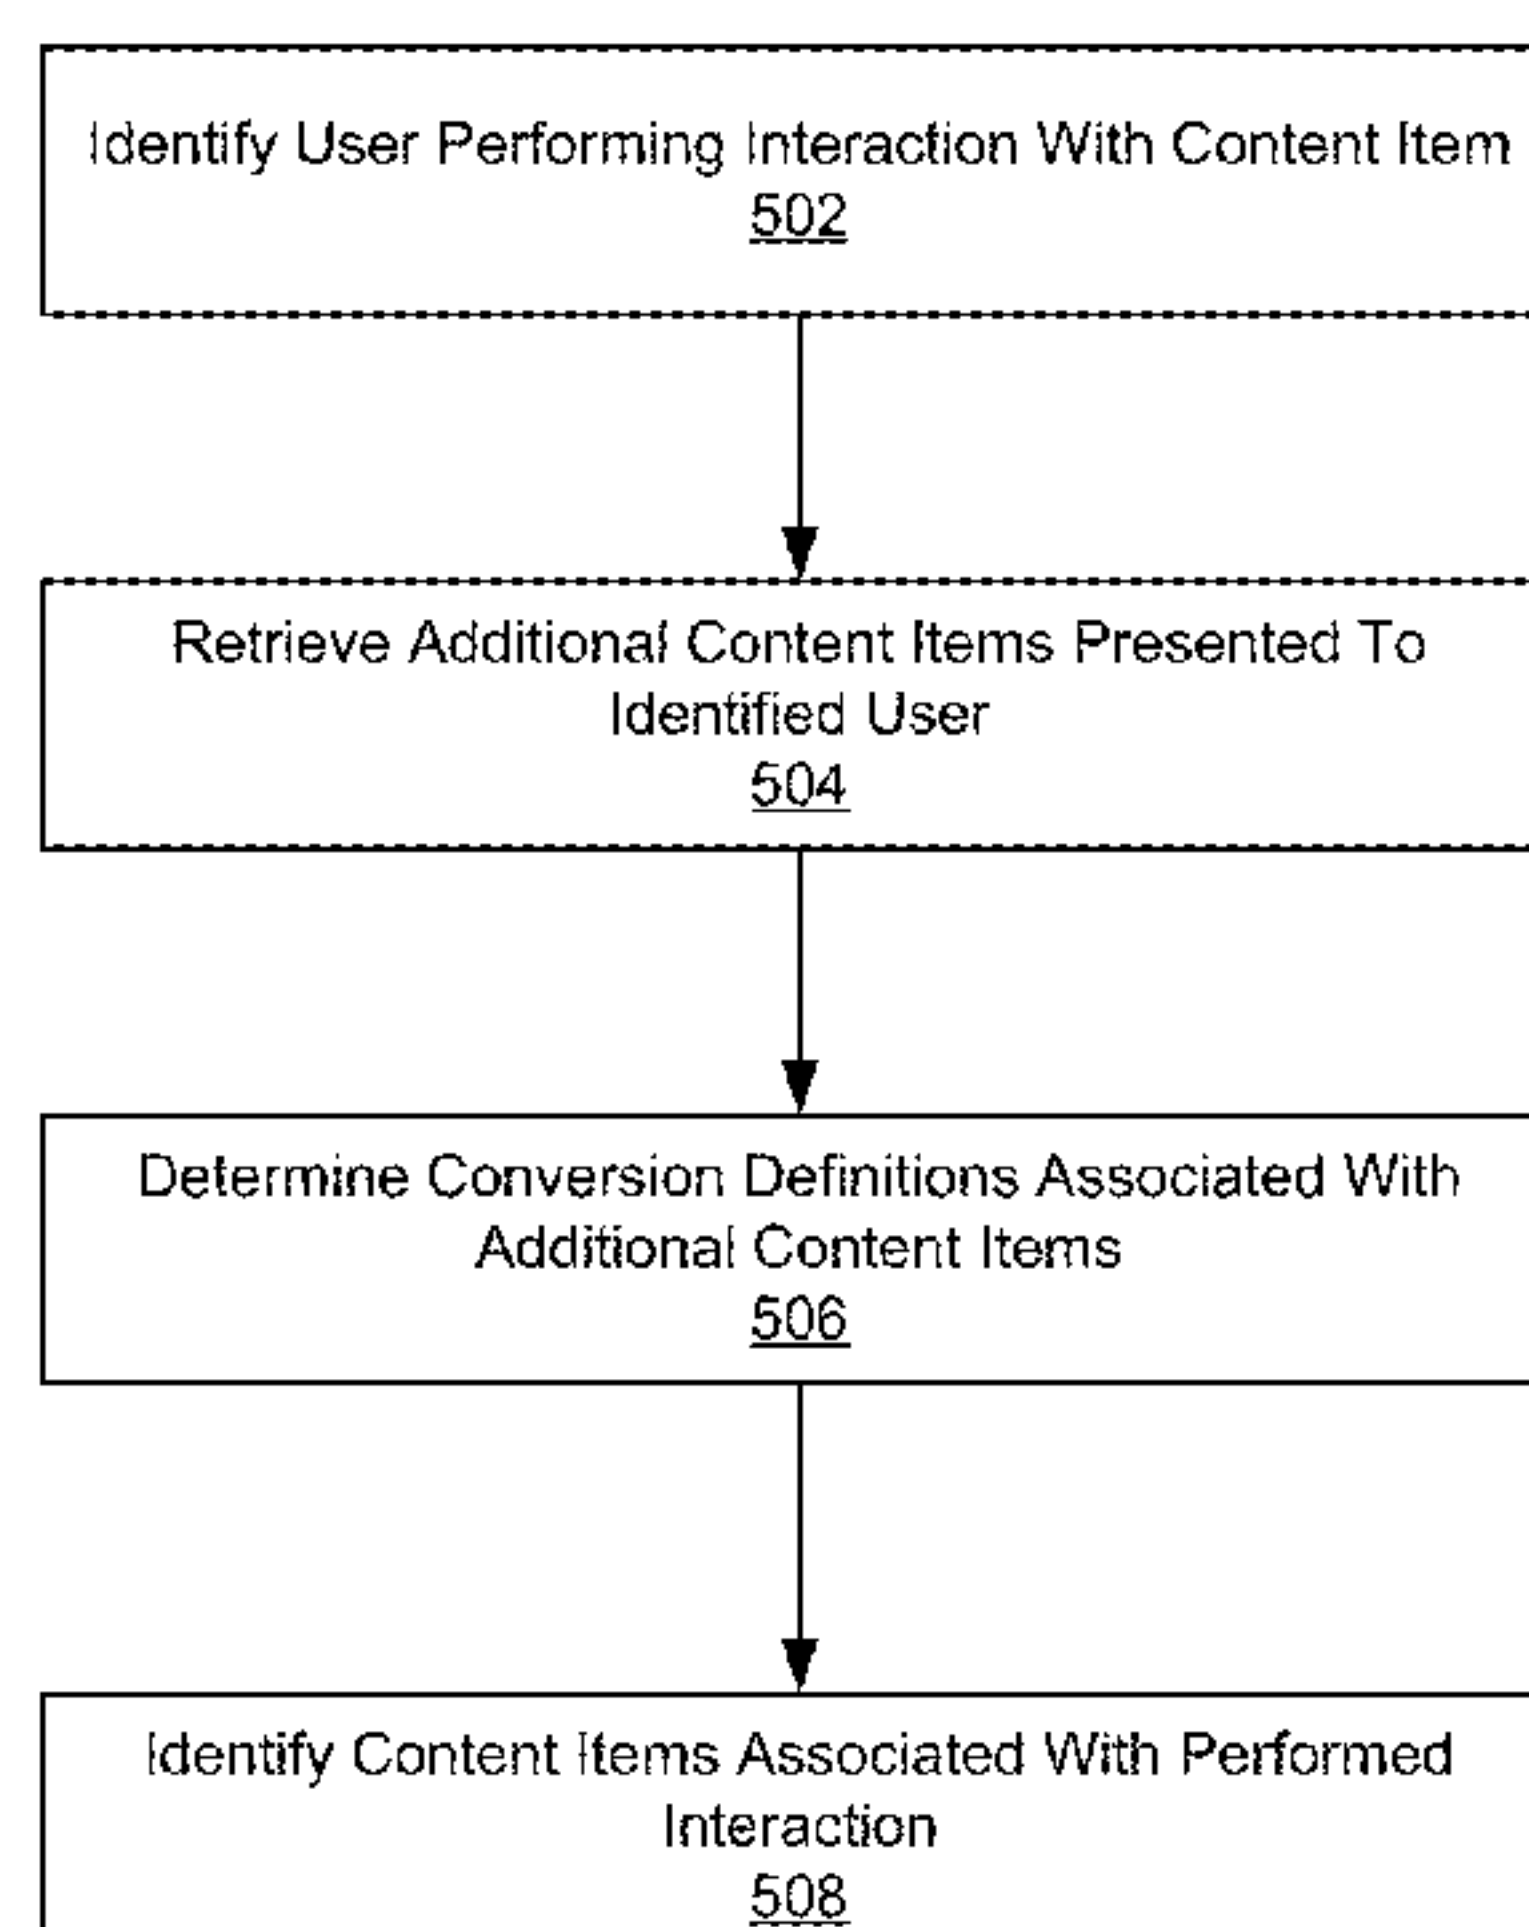 Identify User Performing Interaction With Content Item
502
Retrieve Additional Content Items Presented To
Identified User
504
Determine Conversion Definitions Associated With
Additional Content Items
506
Identify Content Items Associated With Performed
Interaction
508